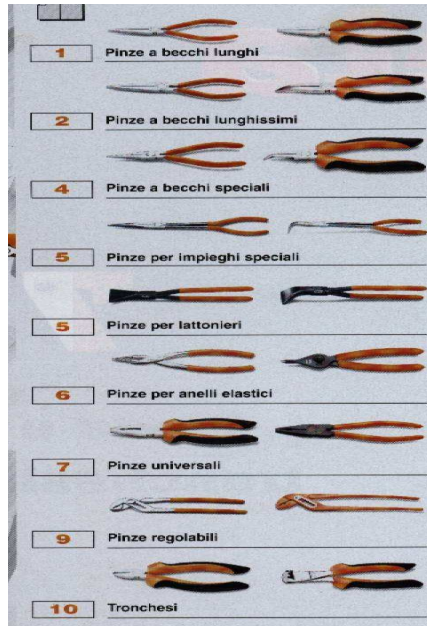 1 Pinze a becchi lunghi
2 Pinze a becchi lunghissimi
4 Pinze a becchi speciali
5 Pinze per impieghi speciali
5 Pinze per lattonieri
6 Pinze per anelli elastici
7 Pinze universali
9 Pinze regolabili
10 Tronchesi